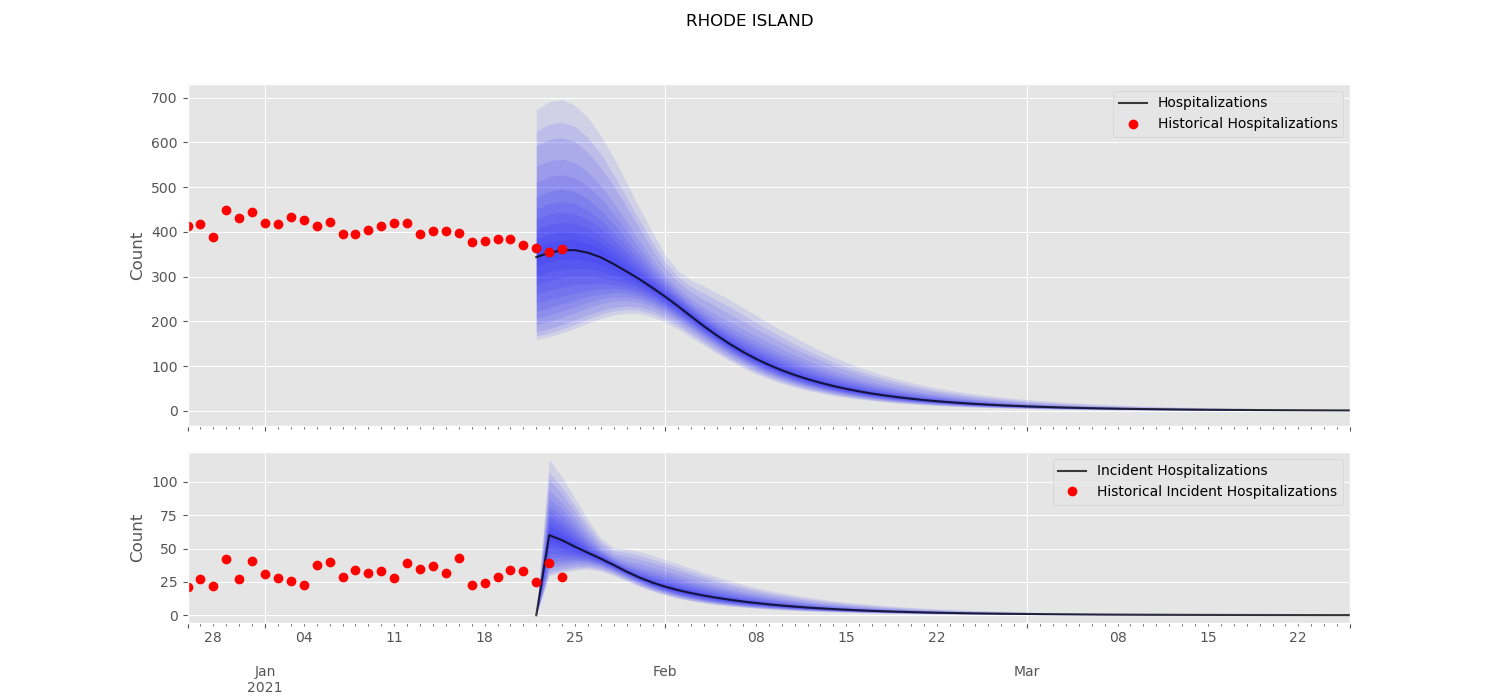 RHODE ISLAND
Hospitalizations
Historical Hospitalizations
700
600
500
400
300
200
100
0
Count
Incident Hospitalizations
Historical Incident Hospitalizations
100
75
50
25
0
Count
28 04 11 18 25 08 15 22 08 15 22
Jan Feb Mar
2021